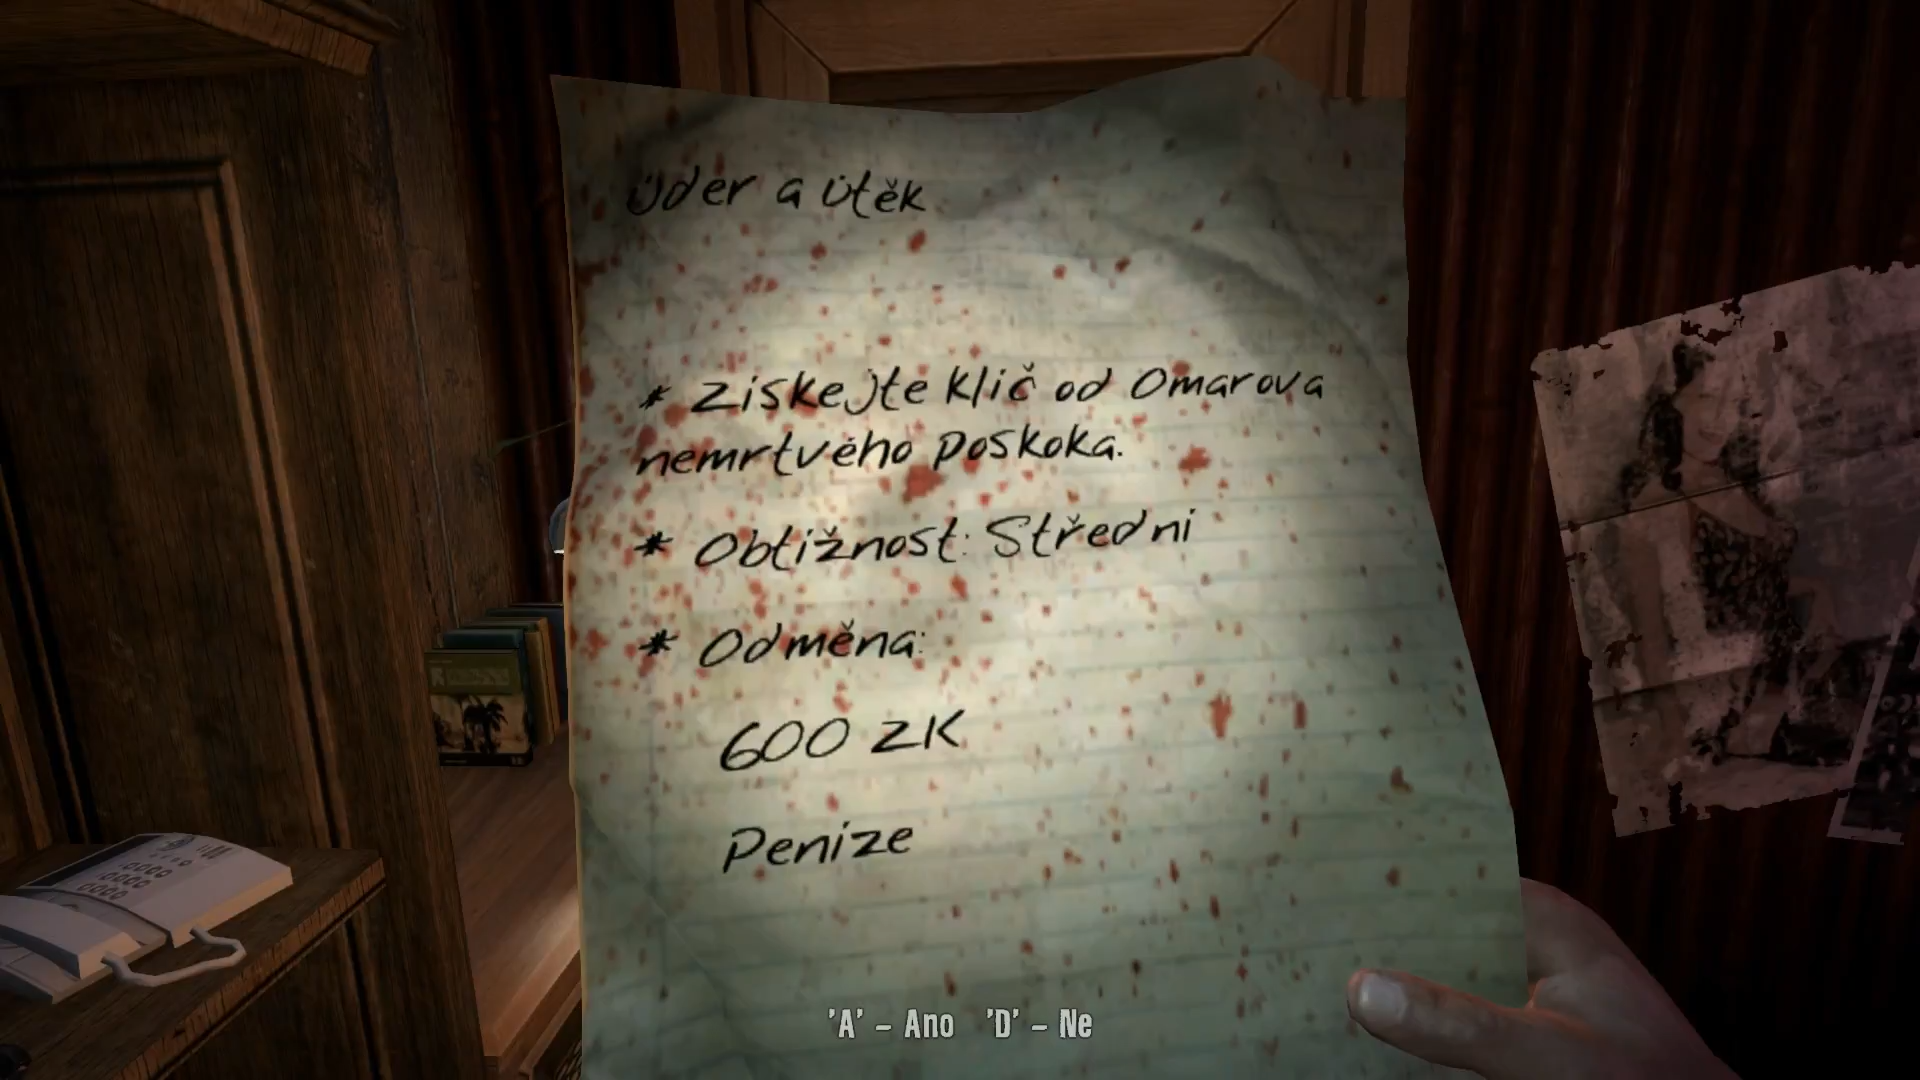 Úder a útěk
* Získejte klíč od Omarova
nemrtvého poskoka.
* Obtížnost: Střední
* Odměna:
600 ZK
Peníze
'A' – Ano 'D' – Ne